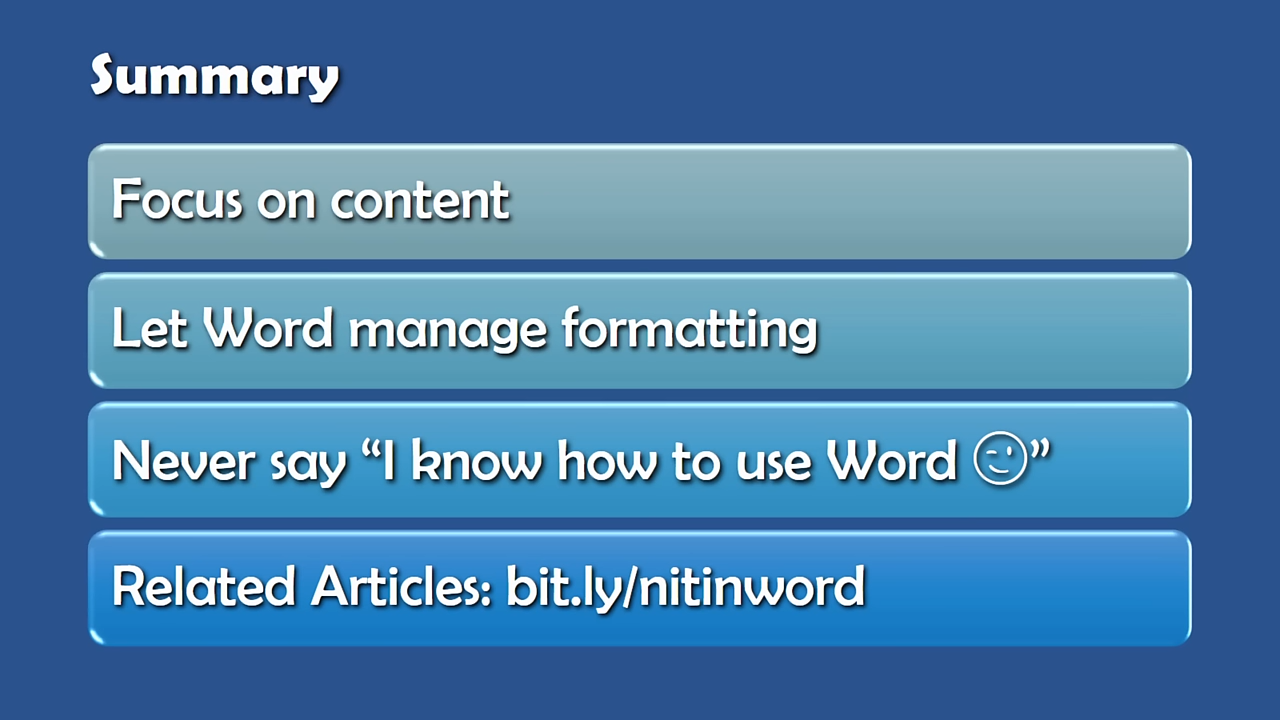 Summary
Focus on content
Let Word manage formatting
Never say “I know how to use Word 😉”
Related Articles: bit.ly/nitinword